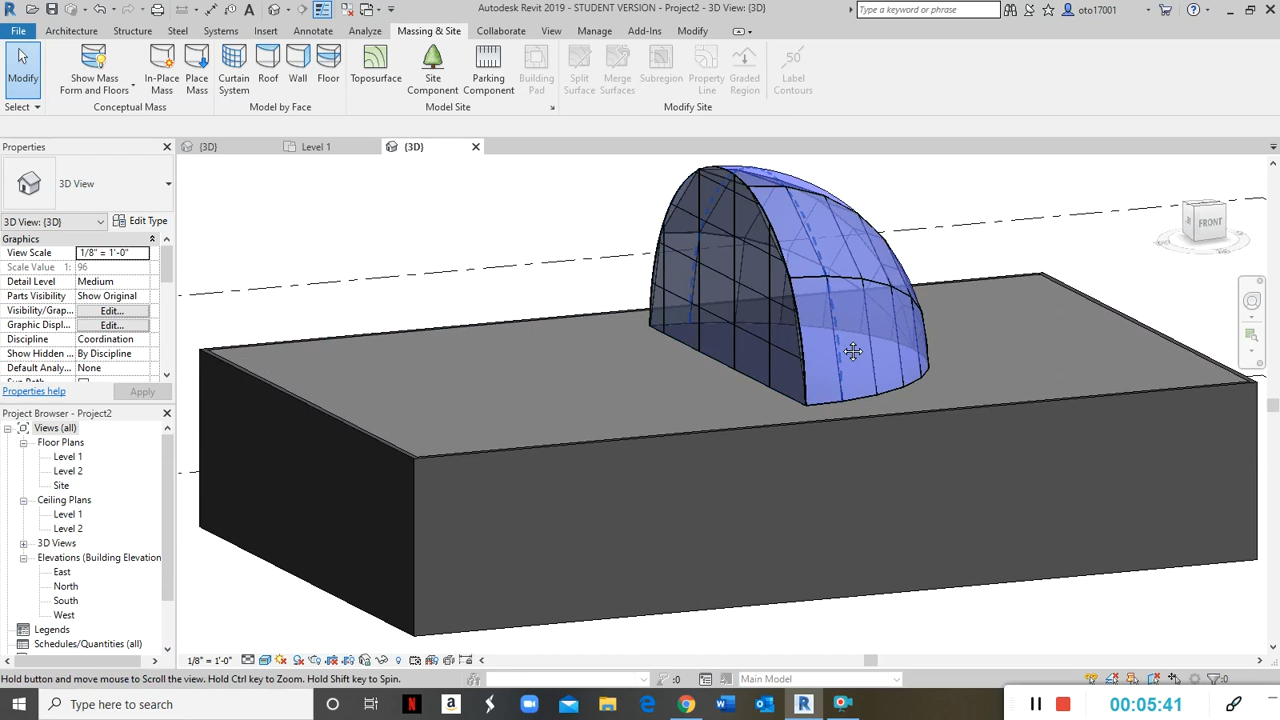 Autodesk Revit 2019 - STUDENT VERSION - Project2 - 3D View: {3D}
Type a keyword or phrase
oto17001
File Architecture Structure Steel Systems Insert Annotate Analyze Massing & Site Collaborate View Manage Add-Ins Modify
Modify
Show Mass Form and Floors
In-Place Mass
Place Mass
Curtain System
Roof
Wall
Floor
Toposurface
Site Component
Parking Component
Building Pad
Split Surface
Merge Surfaces
Subregion
Property Line
Graded Region
50
Label Contours
Select
Conceptual Mass
Model by Face
Model Site
Modify Site
Properties
{3D}
Level 1
{3D}
3D View
3D View: {3D}
Edit Type
Graphics
View Scale 1/8" = 1'-0"
Scale Value 1: 96
Detail Level Medium
Parts Visibility Show Original
Visibility/Grap... Edit...
Graphic Displ... Edit...
Discipline Coordination
Show Hidden ... By Discipline
Default Analy... None
Properties help
Apply
Project Browser - Project2
Views (all)
Floor Plans
Level 1
Level 2
Site
Ceiling Plans
Level 1
Level 2
3D Views
Elevations (Building Elevation
East
North
South
West
Legends
Schedules/Quantities (all)
FRONT
1/8" = 1'-0"
Hold button and move mouse to Scroll the view. Hold Ctrl key to Zoom. Hold Shift key to Spin.
:0
Main Model
:0
Type here to search
00:05:41